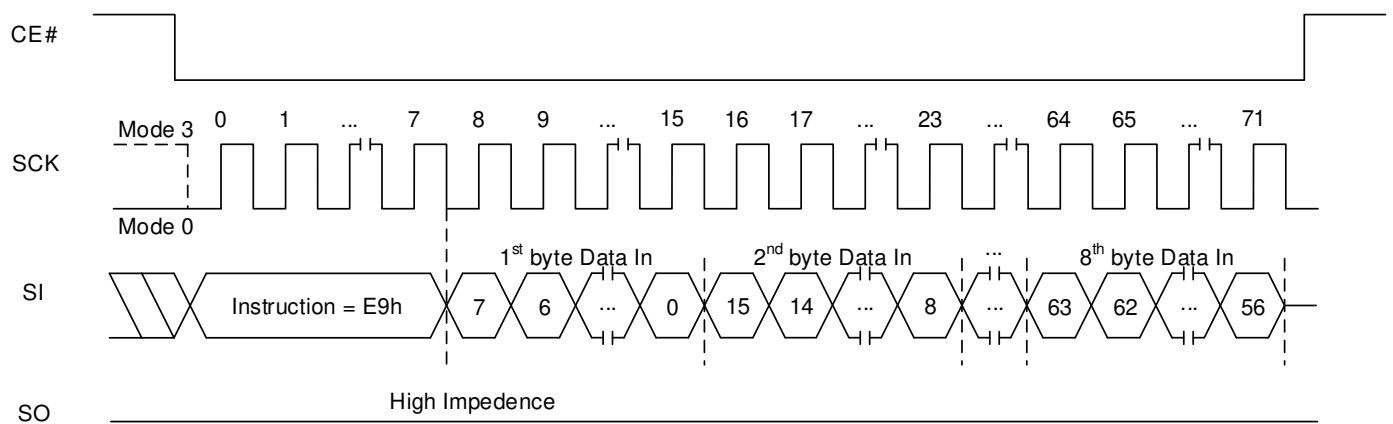 CE#
Mode 3
0 1 ... 7 8 9 ... 15 16 17 ... 23 ... 64 65 ... 71
SCK
Mode 0
1st byte Data In 2nd byte Data In ... 8th byte Data In
SI
Instruction = E9h 7 6 ... 0 15 14 ... 8 ... 63 62 ... 56
High Impedence
SO